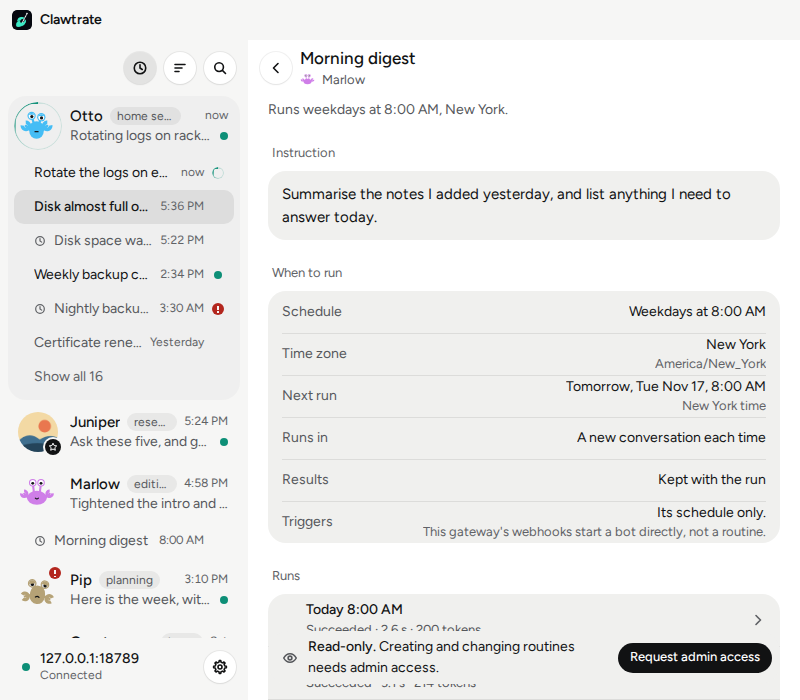 Clawtrate
Otto home se... now
Rotating logs on rack...
Rotate the logs on e... now
Disk almost full o... 5:36 PM
Disk space wa... 5:22 PM
Weekly backup c... 2:34 PM
Nightly backu... 3:30 AM
Certificate rene... Yesterday
Show all 16
Juniper rese... 5:24 PM
Ask these five, and g...
Marlow editi... 4:58 PM
Tightened the intro and ...
Morning digest 8:00 AM
Pip planning 3:10 PM
Here is the week, wit...
127.0.0.1:18789
Connected
Morning digest
Marlow
Runs weekdays at 8:00 AM, New York.
Instruction
Summarise the notes I added yesterday, and list anything I need to
answer today.
When to run
Schedule Weekdays at 8:00 AM
Time zone New York
America/New_York
Next run Tomorrow, Tue Nov 17, 8:00 AM
New York time
Runs in A new conversation each time
Results Kept with the run
Triggers Its schedule only.
This gateway's webhooks start a bot directly, not a routine.
Runs
Today 8:00 AM
Succeeded · 2.6 s · 200 tokens
Read-only. Creating and changing routines
needs admin access.
Request admin access